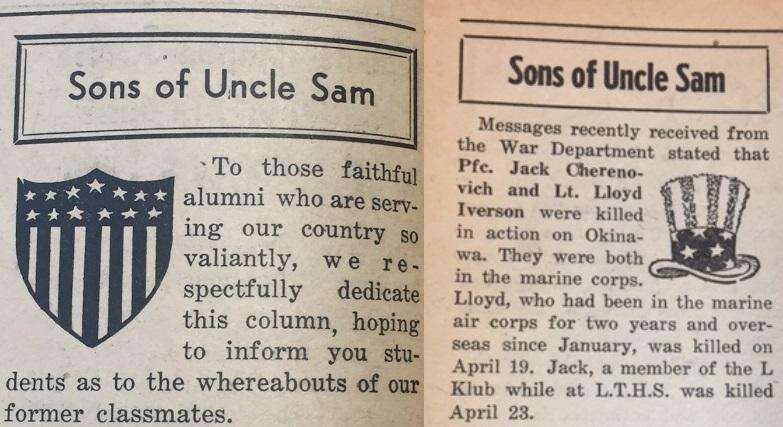 Sons of Uncle Sam
To those faithful
alumni who are serv-
ing our country so
valiantly, we re-
spectfully dedicate
this column, hoping
to inform you stu-
dents as to the whereabouts of our
former classmates.
Sons of Uncle Sam
Messages recently received from
the War Department stated that
Pfc. Jack Chereno-
vich and Lt. Lloyd
Iverson were killed
in action on Okina-
wa. They were both
in the marine corps.
Lloyd, who had been in the marine
air corps for two years and over-
seas since January, was killed on
April 19. Jack, a member of the L
Klub while at L.T.H.S. was killed
April 23.